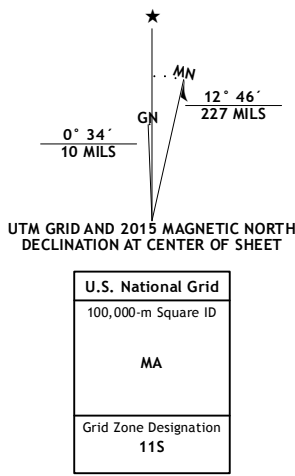 ★
MN
GN
12° 46´
227 MILS
0° 34´
10 MILS
UTM GRID AND 2015 MAGNETIC NORTH
DECLINATION AT CENTER OF SHEET
U.S. National Grid
100,000-m Square ID
MA
Grid Zone Designation
11S